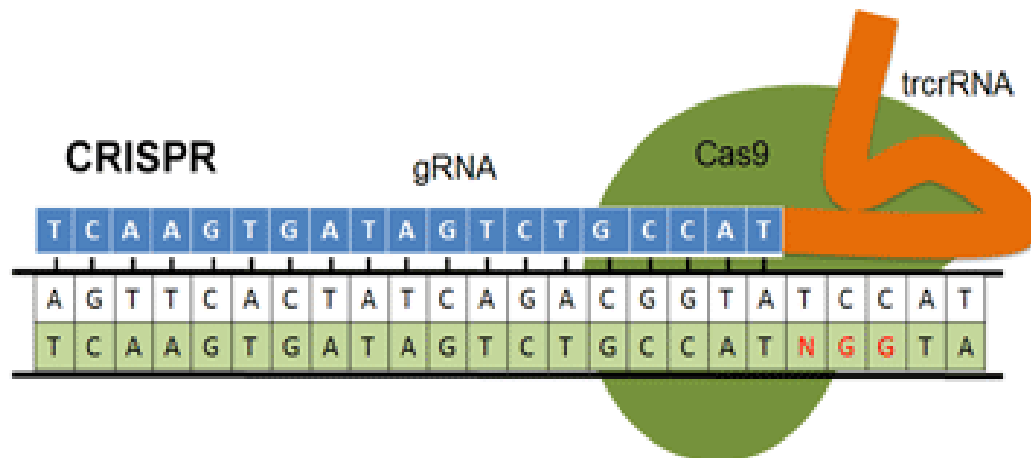 trcrRNA
CRISPR gRNA Cas9
T C A A G T G A T A G T C T G C C A T
A G T T C A C T A T C A G A C G G T A T C C A T
T C A A G T G A T A G T C T G C C A T N G G T A